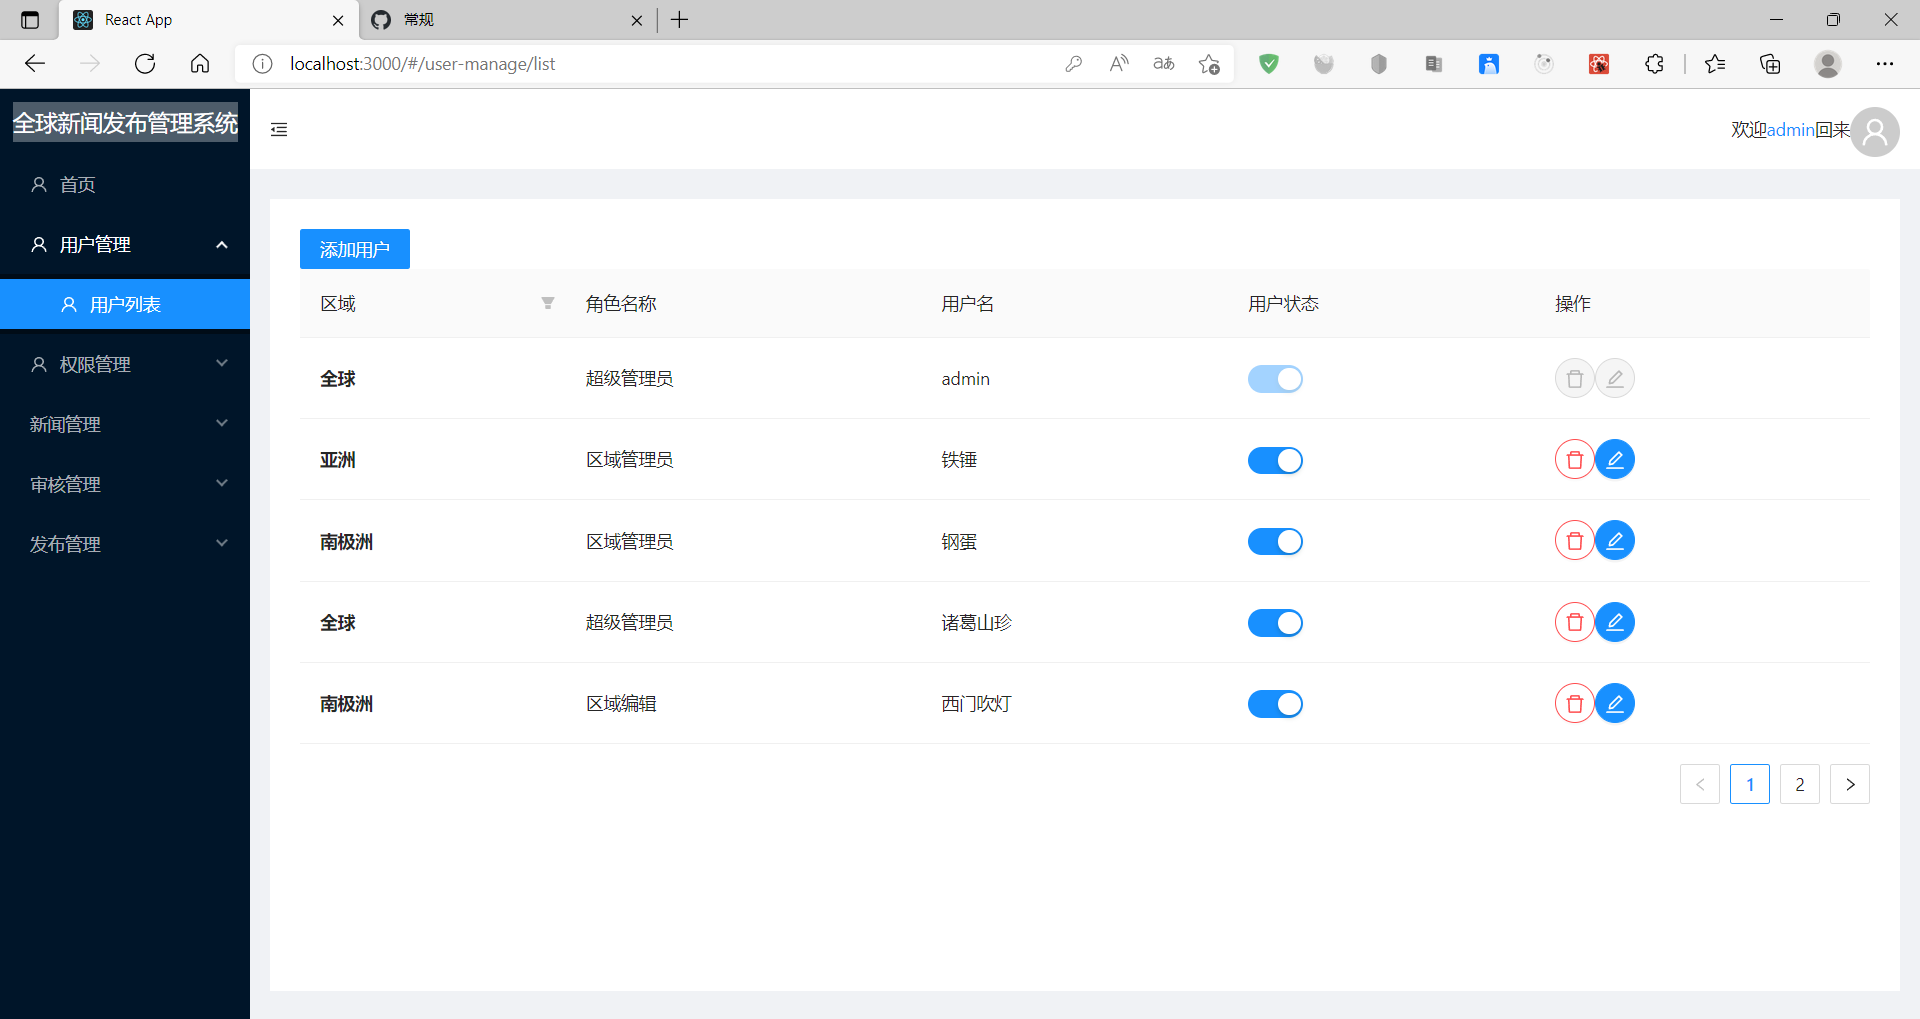 React App
常规
localhost:3000/#/user-manage/list
全球新闻发布管理系统
欢迎admin回来
首页
用户管理
用户列表
权限管理
新闻管理
审核管理
发布管理
添加用户
区域 角色名称 用户名 用户状态 操作
全球 超级管理员 admin
亚洲 区域管理员 铁锤
南极洲 区域管理员 钢蛋
全球 超级管理员 诸葛山珍
南极洲 区域编辑 西门吹灯
1 2